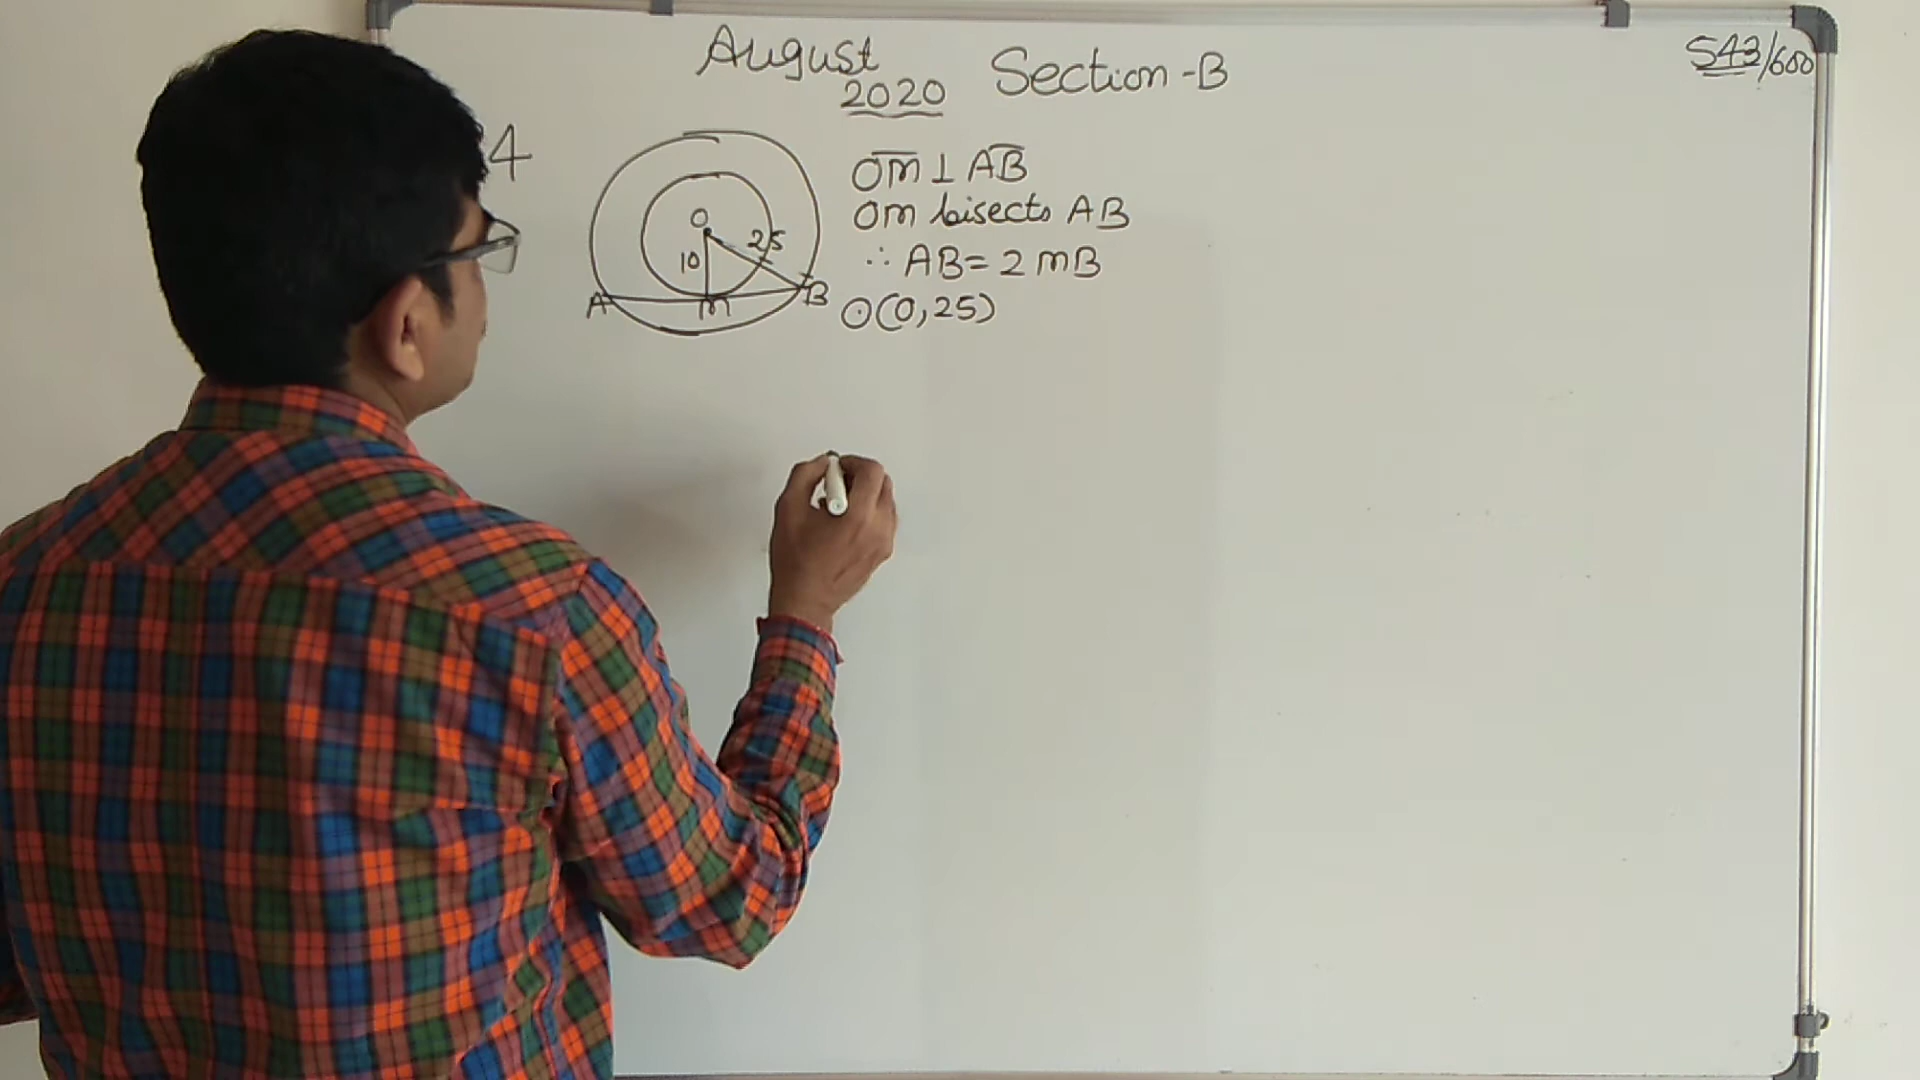 August
2020
Section-B
543/600
4
O
25
10
A
M
B
OM ⊥ AB
OM bisects AB
∴ AB = 2 MB
⊙(O, 25)